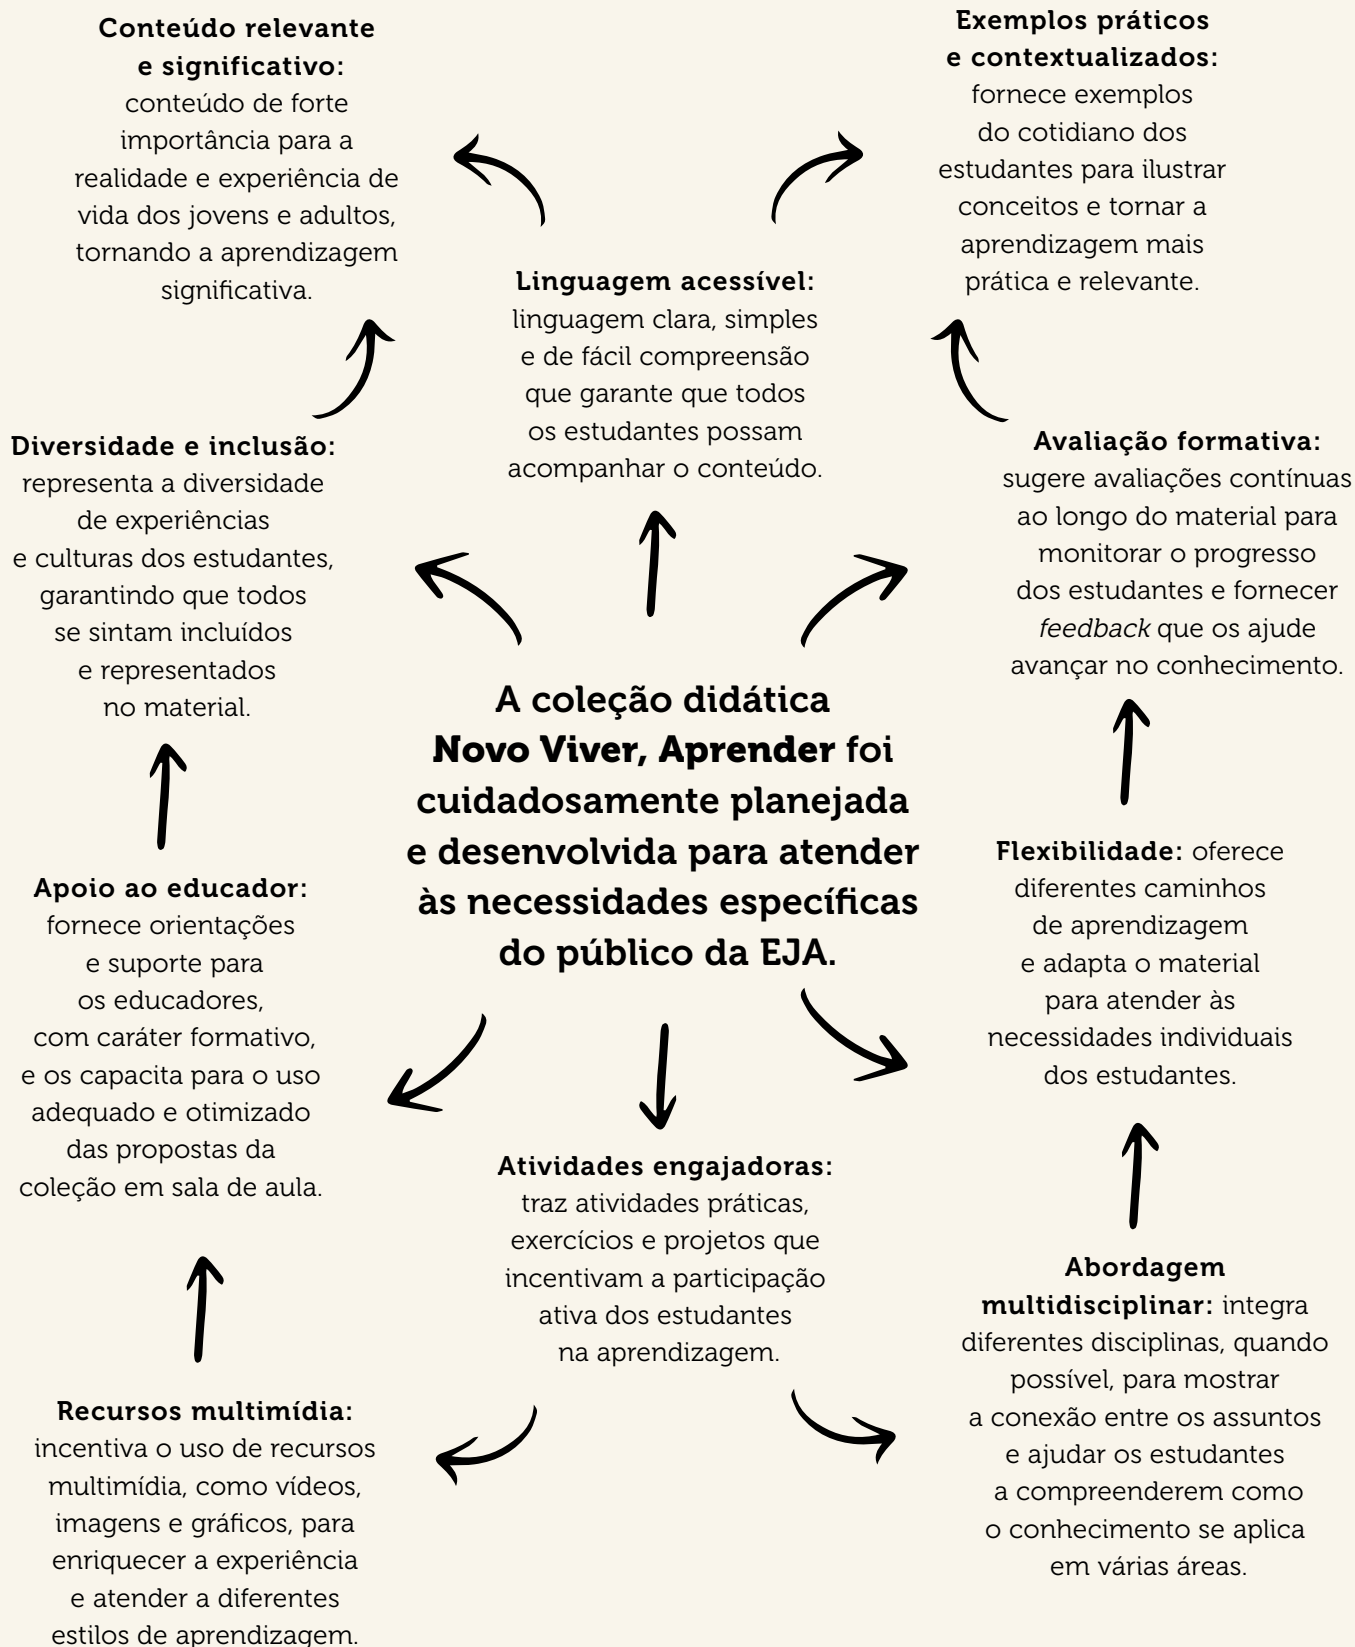 Conteúdo relevante
e significativo:
conteúdo de forte
importância para a
realidade e experiência de
vida dos jovens e adultos,
tornando a aprendizagem
significativa.
Exemplos práticos
e contextualizados:
fornece exemplos
do cotidiano dos
estudantes para ilustrar
conceitos e tornar a
aprendizagem mais
prática e relevante.
Linguagem acessível:
linguagem clara, simples
e de fácil compreensão
que garante que todos
os estudantes possam
acompanhar o conteúdo.
Diversidade e inclusão:
representa a diversidade
de experiências
e culturas dos estudantes,
garantindo que todos
se sintam incluídos
e representados
no material.
Avaliação formativa:
sugere avaliações contínuas
ao longo do material para
monitorar o progresso
dos estudantes e fornecer
feedback que os ajude
avançar no conhecimento.
A coleção didática
Novo Viver, Aprender foi
cuidadosamente planejada
e desenvolvida para atender
às necessidades específicas
do público da EJA.
Apoio ao educador:
fornece orientações
e suporte para
os educadores,
com caráter formativo,
e os capacita para o uso
adequado e otimizado
das propostas da
coleção em sala de aula.
Flexibilidade: oferece
diferentes caminhos
de aprendizagem
e adapta o material
para atender às
necessidades individuais
dos estudantes.
Atividades engajadoras:
traz atividades práticas,
exercícios e projetos que
incentivam a participação
ativa dos estudantes
na aprendizagem.
Abordagem
multidisciplinar: integra
diferentes disciplinas, quando
possível, para mostrar
a conexão entre os assuntos
e ajudar os estudantes
a compreenderem como
o conhecimento se aplica
em várias áreas.
Recursos multimídia:
incentiva o uso de recursos
multimídia, como vídeos,
imagens e gráficos, para
enriquecer a experiência
e atender a diferentes
estilos de aprendizagem.